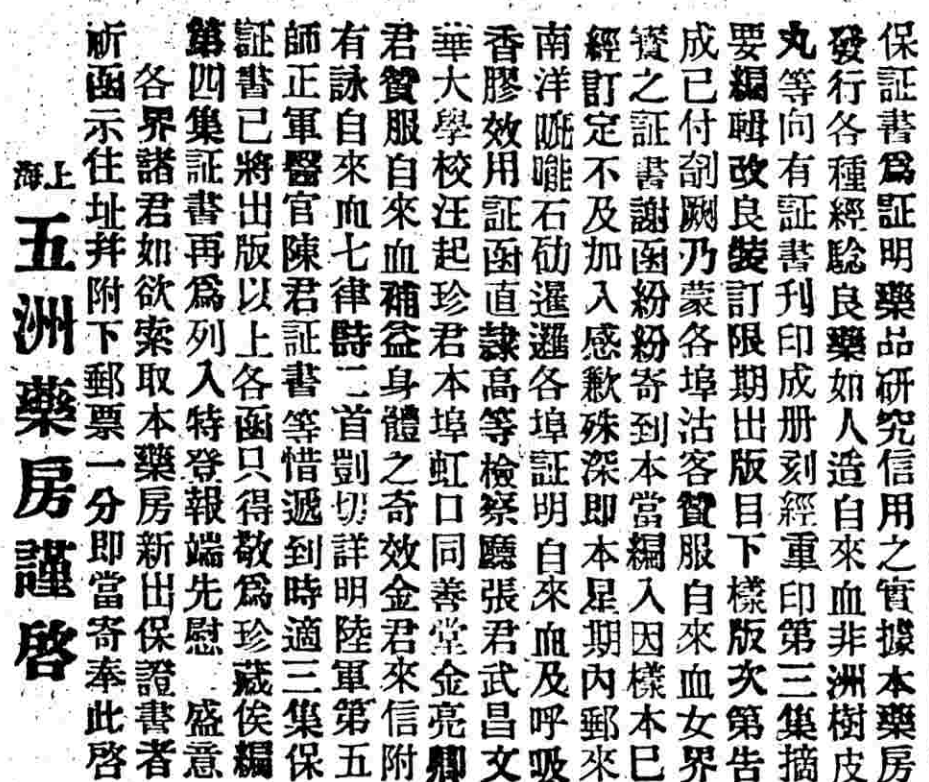 保証書爲証明藥品研究信用之實據本藥房
發行各種經騐良藥如人造自來血非洲樹皮
丸等向有証書刊印成册刻經重印第三集摘
要編輯改良裝訂限期出版目下樣版次第告
成已付剞劂乃蒙各埠沽客贊服自來血女界
寳之証書謝函紛紛寄到本當編入因樣本巳
經訂定不及加入感歉殊深即本星期內郵來
南洋嗁㘓石叻暹邏各埠証明自來血及呼吸
香膠效用証函直隸高等檢察廳張君武昌文
華大學校汪起珍君本埠虹口同善堂金亮卿
君贊服自來血補益身體之奇效金君來信附
有詠自來血七律詩二首剴切詳明陸軍第五
師正軍醫官陳君証書等惜遞到時適三集保
証書已將出版以上各函只得敬爲珍藏俟編
第四集証書再爲列入特登報端先慰 盛意
各界諸君如欲索取本藥房新出保證書者
祈函示住址幷附下郵票一分即當寄奉此啓
上海五洲藥房謹啓